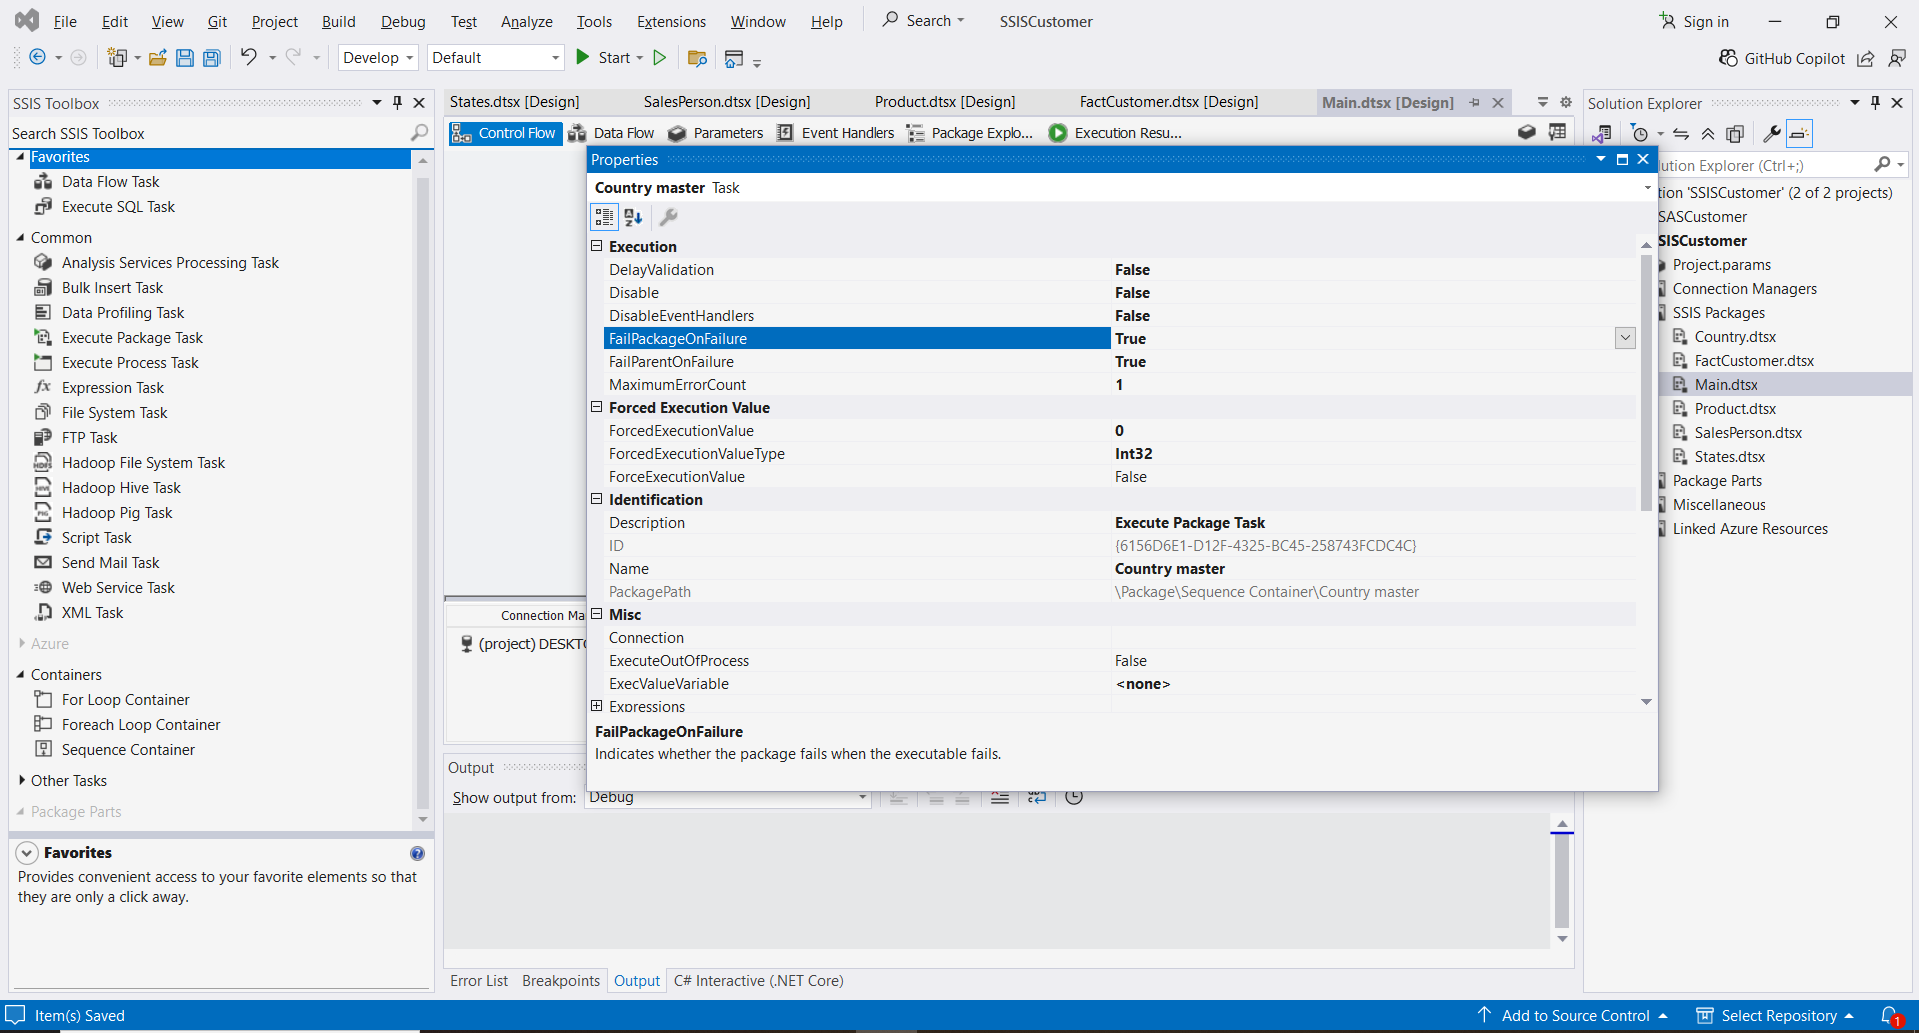 File Edit View Git Project Build Debug Test Analyze Tools Extensions Window Help Search SSISCustomer Sign in
Develop Default Start GitHub Copilot
SSIS Toolbox
Search SSIS Toolbox
Favorites
Data Flow Task
Execute SQL Task
Common
Analysis Services Processing Task
Bulk Insert Task
Data Profiling Task
Execute Package Task
Execute Process Task
Expression Task
File System Task
FTP Task
Hadoop File System Task
Hadoop Hive Task
Hadoop Pig Task
Script Task
Send Mail Task
Web Service Task
XML Task
Azure
Containers
For Loop Container
Foreach Loop Container
Sequence Container
Other Tasks
Package Parts
Favorites
Provides convenient access to your favorite elements so that
they are only a click away.
States.dtsx [Design] SalesPerson.dtsx [Design] Product.dtsx [Design] FactCustomer.dtsx [Design] Main.dtsx [Design]
Control Flow Data Flow Parameters Event Handlers Package Explo... Execution Resu...
Properties
Country master Task
Execution
DelayValidation False
Disable False
DisableEventHandlers False
FailPackageOnFailure True
FailParentOnFailure True
MaximumErrorCount 1
Forced Execution Value
ForcedExecutionValue 0
ForcedExecutionValueType Int32
ForceExecutionValue False
Identification
Description Execute Package Task
ID {6156D6E1-D12F-4325-BC45-258743FCDC4C}
Name Country master
PackagePath \Package\Sequence Container\Country master
Misc
Connection
ExecuteOutOfProcess False
ExecValueVariable <none>
Expressions
FailPackageOnFailure
Indicates whether the package fails when the executable fails.
Connection Ma
(project) DESKT
Output
Show output from: Debug
Error List Breakpoints Output C# Interactive (.NET Core)
Solution Explorer
lution Explorer (Ctrl+;)
tion 'SSISCustomer' (2 of 2 projects)
SASCustomer
SSISCustomer
Project.params
Connection Managers
SSIS Packages
Country.dtsx
FactCustomer.dtsx
Main.dtsx
Product.dtsx
SalesPerson.dtsx
States.dtsx
Package Parts
Miscellaneous
Linked Azure Resources
Item(s) Saved Add to Source Control Select Repository 1